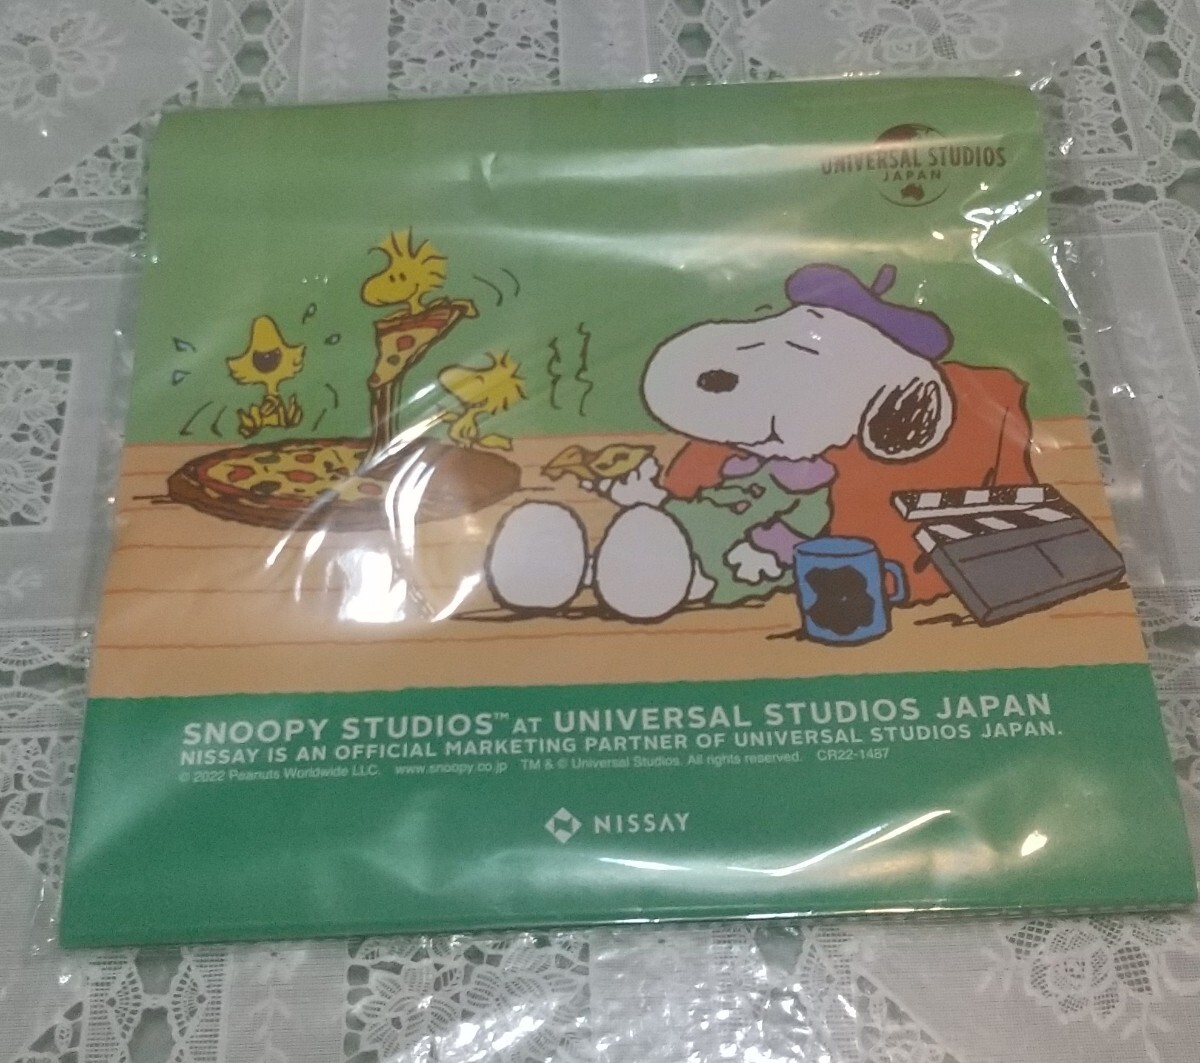 UNIVERSAL STUDIOS
JAPAN
SNOOPY STUDIOS™ AT UNIVERSAL STUDIOS JAPAN
NISSAY IS AN OFFICIAL MARKETING PARTNER OF UNIVERSAL STUDIOS JAPAN.
© 2022 Peanuts Worldwide LLC. www.snoopy.co.jp TM & © Universal Studios. All rights reserved. CR22-1487
NISSAY